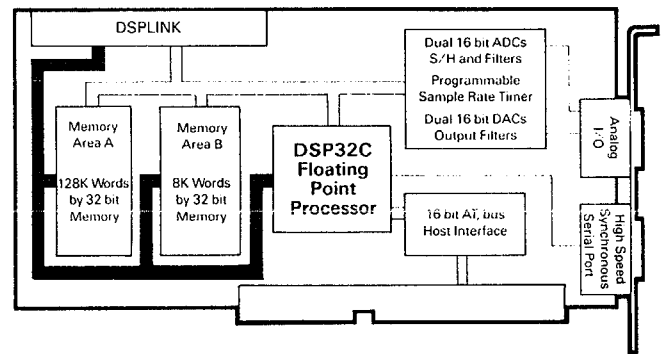 DSPLINK
Dual 16 bit ADCs
S/H and Filters
Programmable
Sample Rate Timer
Dual 16 bit DACs
Output Filters
Memory
Area A
128K Words
by 32 bit
Memory
Memory
Area B
8K Words
by 32 bit
Memory
DSP32C
Floating
Point
Processor
16 bit AT, bus
Host Interface
Analog
I/O
High Speed
Synchronous
Serial Port